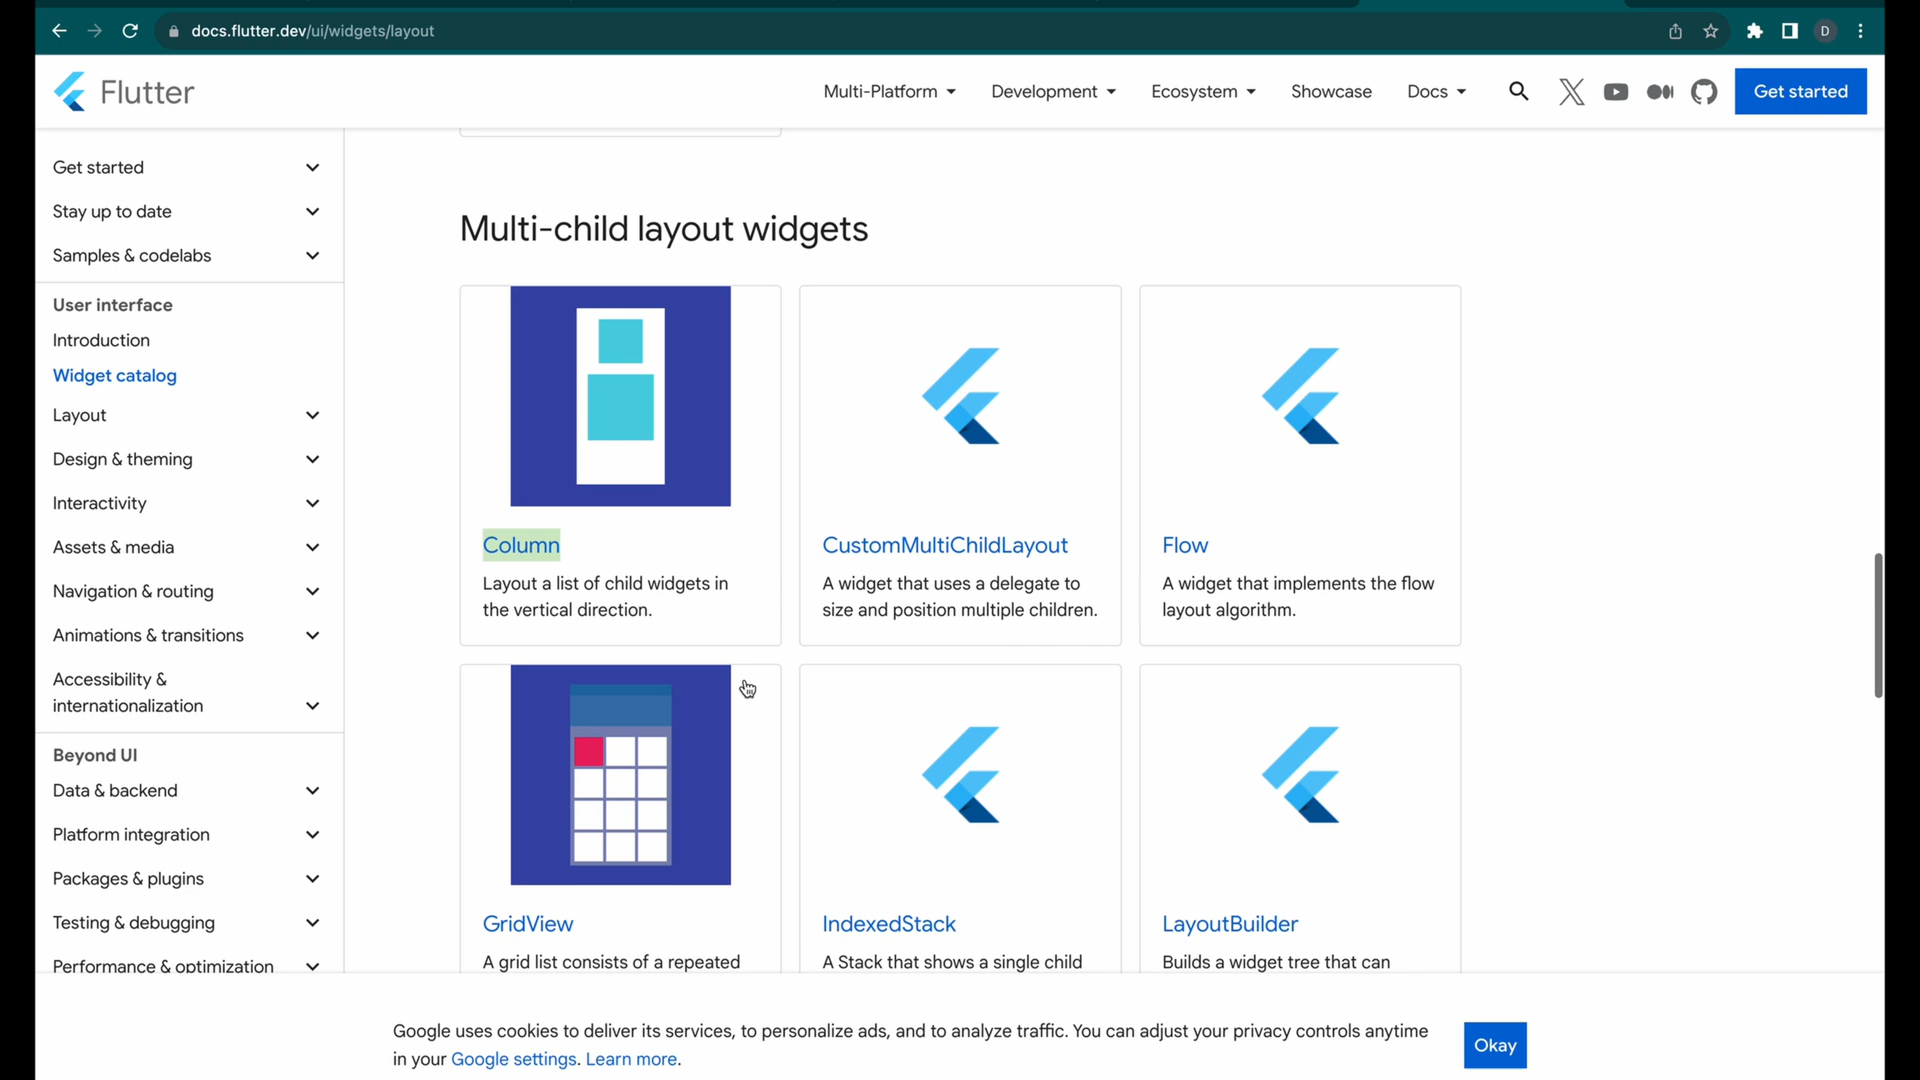 docs.flutter.dev/ui/widgets/layout
D
Flutter
Multi-Platform
Development
Ecosystem
Showcase
Docs
Get started
Get started
Stay up to date
Samples & codelabs
User interface
Introduction
Widget catalog
Layout
Design & theming
Interactivity
Assets & media
Navigation & routing
Animations & transitions
Accessibility &
internationalization
Beyond UI
Data & backend
Platform integration
Packages & plugins
Testing & debugging
Performance & optimization
Multi-child layout widgets
Column
Layout a list of child widgets in
the vertical direction.
CustomMultiChildLayout
A widget that uses a delegate to
size and position multiple children.
Flow
A widget that implements the flow
layout algorithm.
GridView
A grid list consists of a repeated
IndexedStack
A Stack that shows a single child
LayoutBuilder
Builds a widget tree that can
Google uses cookies to deliver its services, to personalize ads, and to analyze traffic. You can adjust your privacy controls anytime
in your Google settings. Learn more.
Okay